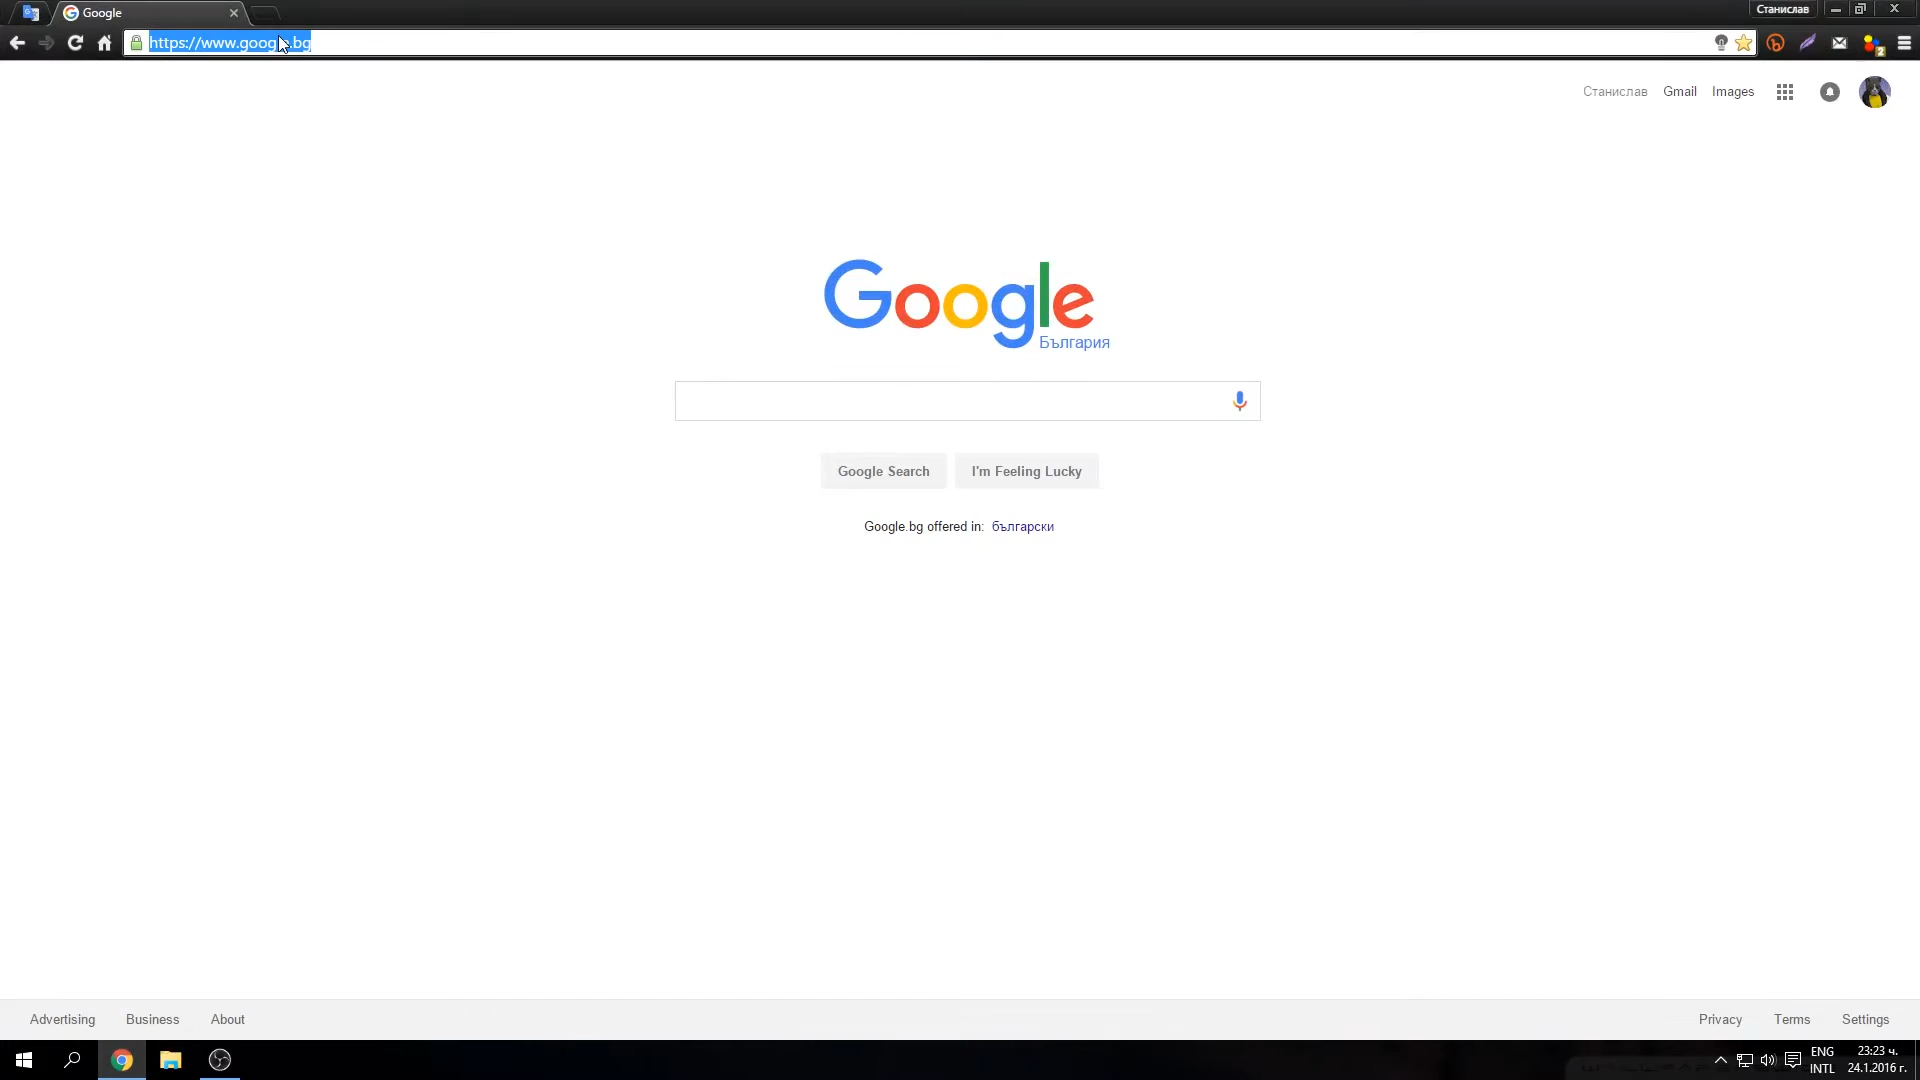 Google
Станислав
https://www.google.bg
2
Станислав Gmail Images
Google
България
Google Search I'm Feeling Lucky
Google.bg offered in: български
Advertising Business About
Privacy Terms Settings
ENG
INTL
23:23 ч.
24.1.2016 г.